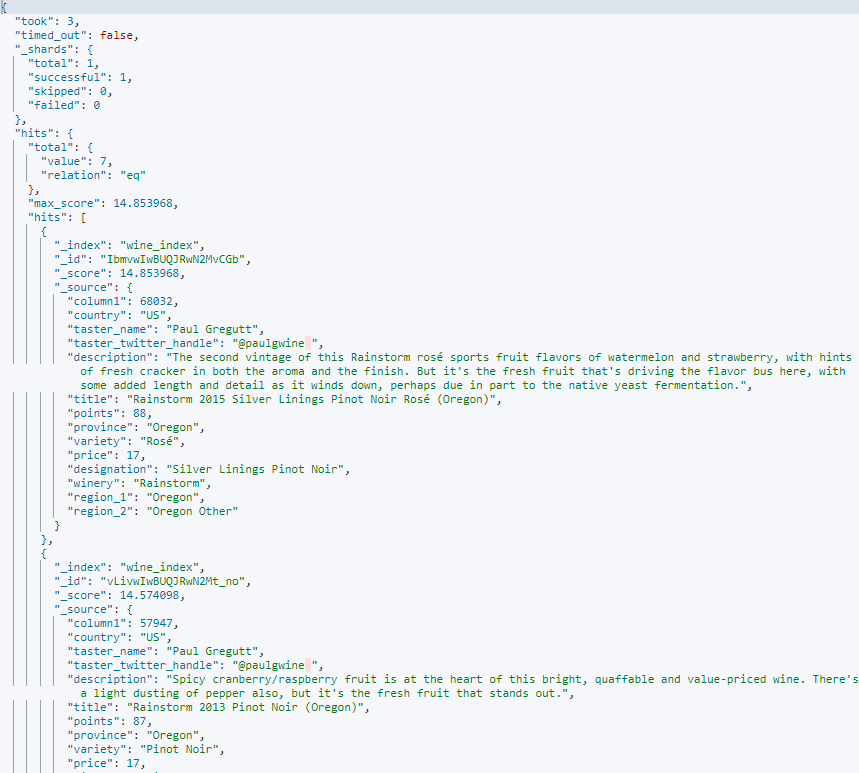 {
"took": 3,
"timed_out": false,
"_shards": {
"total": 1,
"successful": 1,
"skipped": 0,
"failed": 0
},
"hits": {
"total": {
"value": 7,
"relation": "eq"
},
"max_score": 14.853968,
"hits": [
{
"_index": "wine_index",
"_id": "IbmvwIwBUQJRwN2MvCGb",
"_score": 14.853968,
"_source": {
"column1": 68032,
"country": "US",
"taster_name": "Paul Gregutt",
"taster_twitter_handle": "@paulgwine ",
"description": "The second vintage of this Rainstorm rosé sports fruit flavors of watermelon and strawberry, with hints
of fresh cracker in both the aroma and the finish. But it's the fresh fruit that's driving the flavor bus here, with
some added length and detail as it winds down, perhaps due in part to the native yeast fermentation.",
"title": "Rainstorm 2015 Silver Linings Pinot Noir Rosé (Oregon)",
"points": 88,
"province": "Oregon",
"variety": "Rosé",
"price": 17,
"designation": "Silver Linings Pinot Noir",
"winery": "Rainstorm",
"region_1": "Oregon",
"region_2": "Oregon Other"
}
},
{
"_index": "wine_index",
"_id": "vLivwIwBUQJRwN2Mt_no",
"_score": 14.574098,
"_source": {
"column1": 57947,
"country": "US",
"taster_name": "Paul Gregutt",
"taster_twitter_handle": "@paulgwine ",
"description": "Spicy cranberry/raspberry fruit is at the heart of this bright, quaffable and value-priced wine. There's
a light dusting of pepper also, but it's the fresh fruit that stands out.",
"title": "Rainstorm 2013 Pinot Noir (Oregon)",
"points": 87,
"province": "Oregon",
"variety": "Pinot Noir",
"price": 17,